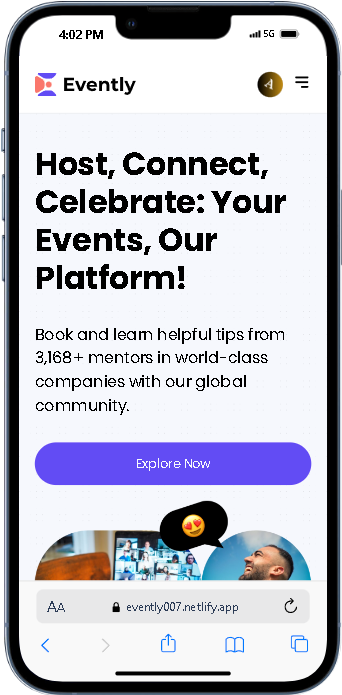 4:02 PM 5G
Evently
Host, Connect,
Celebrate: Your
Events, Our
Platform!
Book and learn helpful tips from
3,168+ mentors in world-class
companies with our global
community.
Explore Now
AA evently007.netlify.app